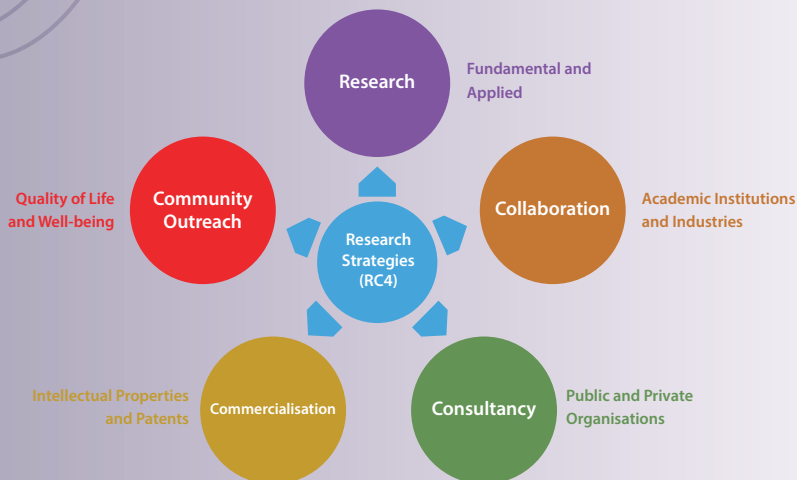 Research
Fundamental and
Applied
Community
Outreach
Quality of Life
and Well-being
Collaboration
Academic Institutions
and Industries
Research
Strategies
(RC4)
Commercialisation
Intellectual Properties
and Patents
Consultancy
Public and Private
Organisations